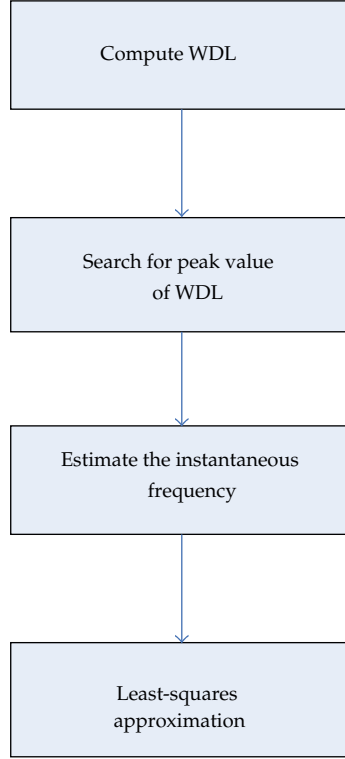 Compute WDL
Search for peak value
of WDL
Estimate the instantaneous
frequency
Least-squares
approximation